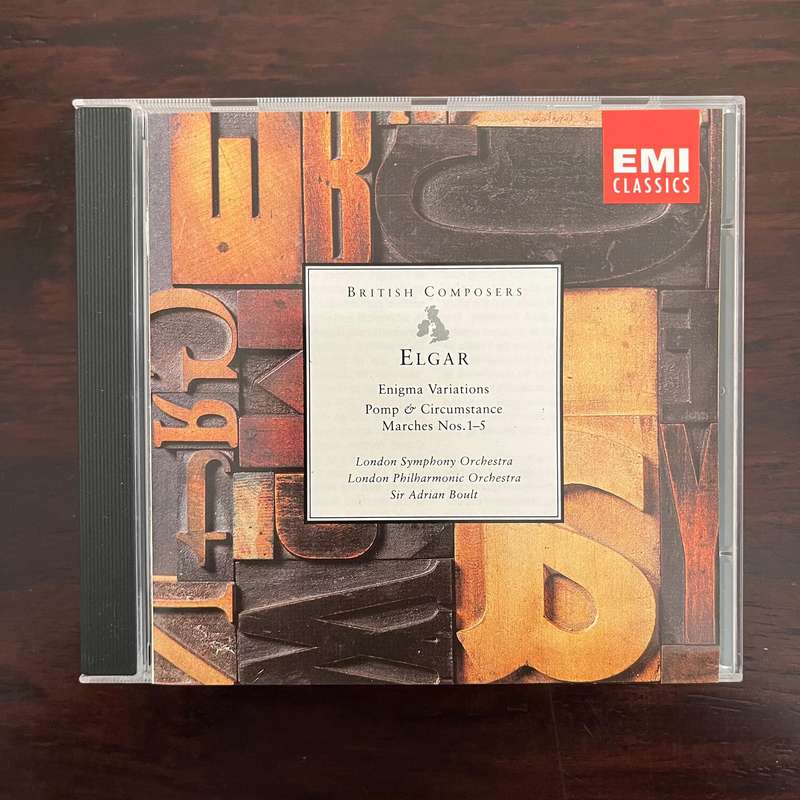 EMI
CLASSICS
BRITISH COMPOSERS
ELGAR
Enigma Variations
Pomp & Circumstance
Marches Nos.1–5
London Symphony Orchestra
London Philharmonic Orchestra
Sir Adrian Boult